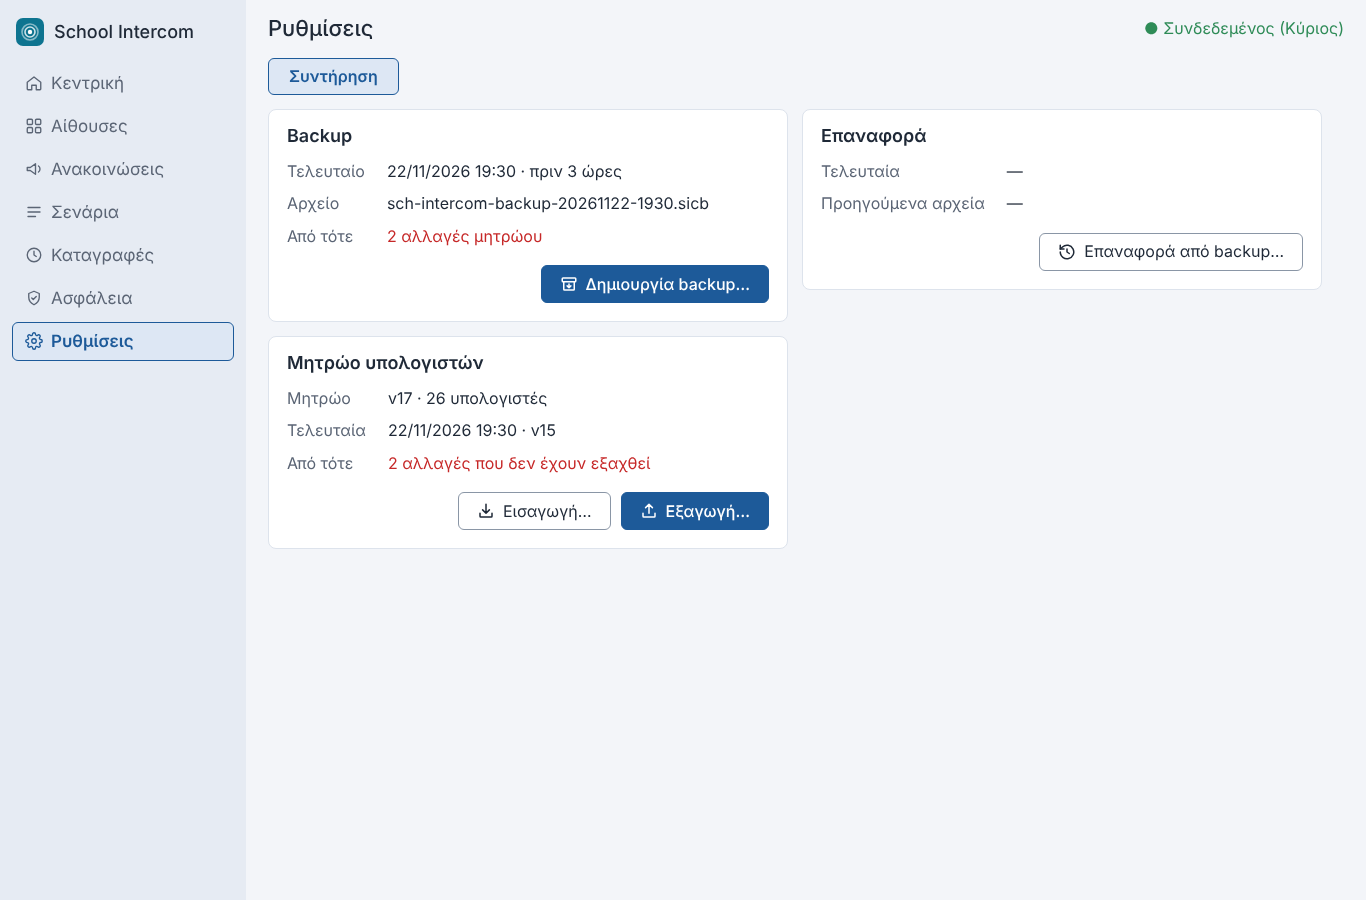 School Intercom
Κεντρική
Αίθουσες
Ανακοινώσεις
Σενάρια
Καταγραφές
Ασφάλεια
Ρυθμίσεις
Ρυθμίσεις
Συνδεδεμένος (Κύριος)
Συντήρηση
Backup
Τελευταίο 22/11/2026 19:30 · πριν 3 ώρες
Αρχείο sch-intercom-backup-20261122-1930.sicb
Από τότε 2 αλλαγές μητρώου
Δημιουργία backup…
Επαναφορά
Τελευταία —
Προηγούμενα αρχεία —
Επαναφορά από backup…
Μητρώο υπολογιστών
Μητρώο v17 · 26 υπολογιστές
Τελευταία 22/11/2026 19:30 · v15
Από τότε 2 αλλαγές που δεν έχουν εξαχθεί
Εισαγωγή…
Εξαγωγή…